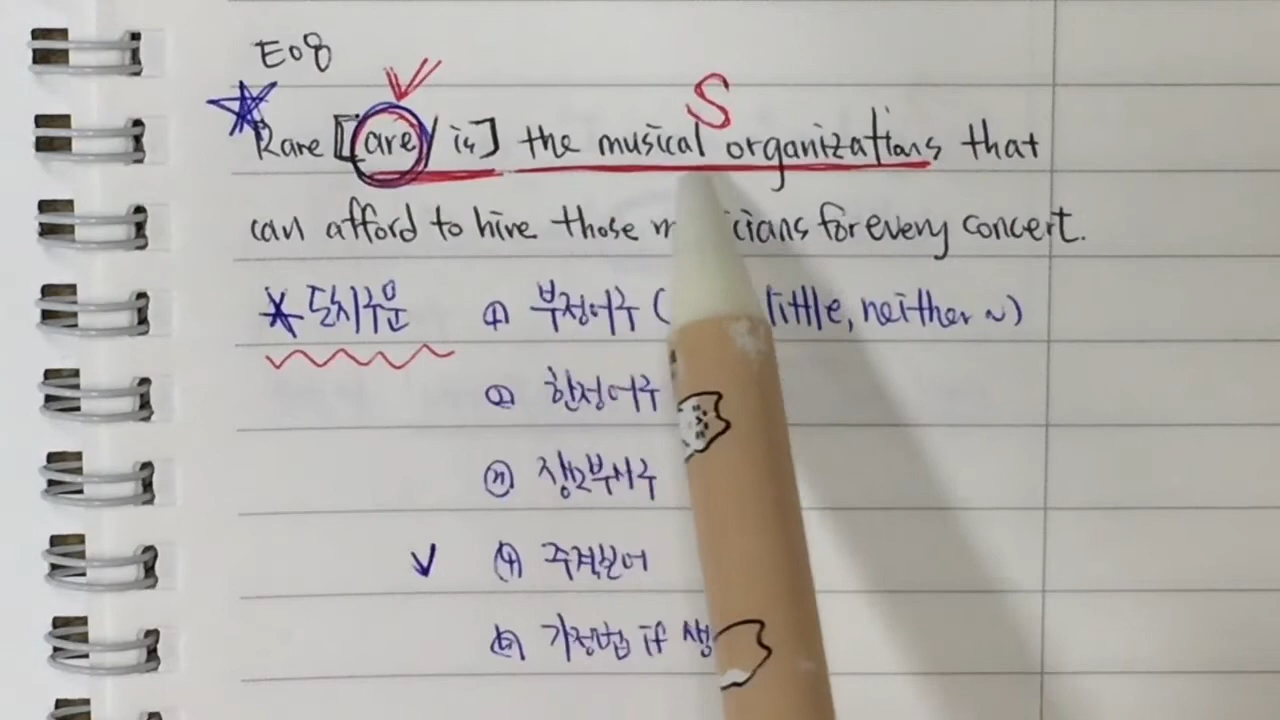 E08
Rare [are / is] the musical organizations that
S
can afford to hire those for every concert.
* 도치구문 ① 부정어구 ( little, neither ~)
② 한정어구
③ 장소부사구
∨ ④ 주격보어
⑤ 가정법 if 생